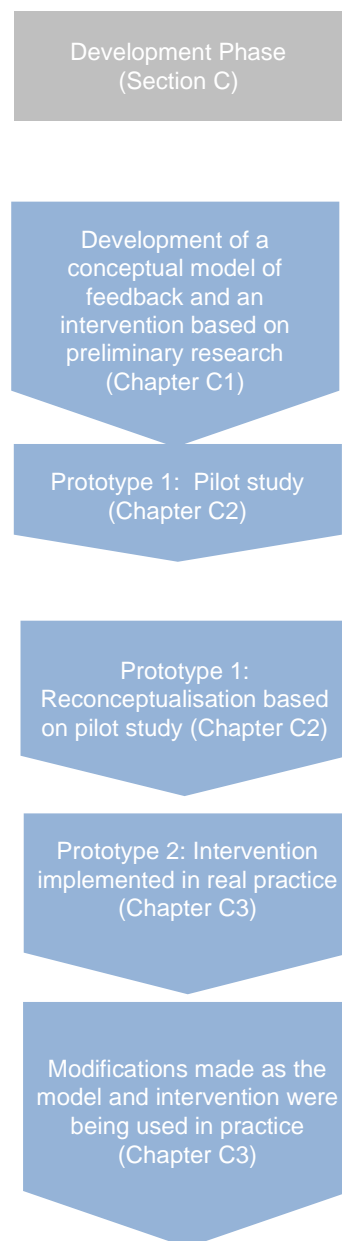 Development Phase
(Section C)
Development of a
conceptual model of
feedback and an
intervention based on
preliminary research
(Chapter C1)
Prototype 1:  Pilot study
(Chapter C2)
Prototype 1:
Reconceptualisation based
on pilot study (Chapter C2)
Prototype 2: Intervention
implemented in real practice
(Chapter C3)
Modifications made as the
model and intervention were
being used in practice
(Chapter C3)